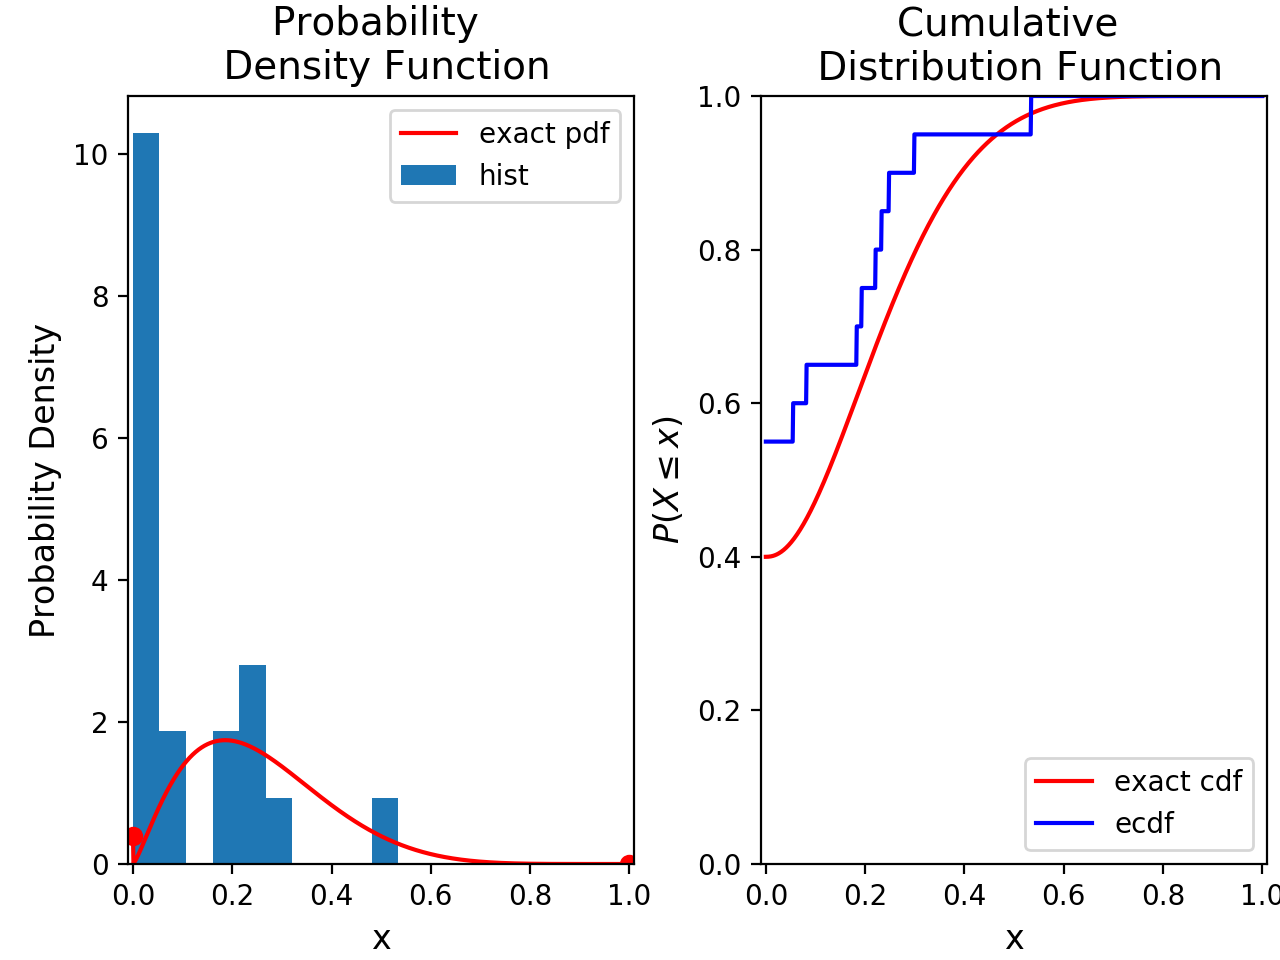 Probability
Density Function
Probability Density
10
8
6
4
2
0
0.0 0.2 0.4 0.6 0.8 1.0
x
exact pdf
hist
Cumulative
Distribution Function
P(X ≤ x)
1.0
0.8
0.6
0.4
0.2
0.0
0.0 0.2 0.4 0.6 0.8 1.0
x
exact cdf
ecdf